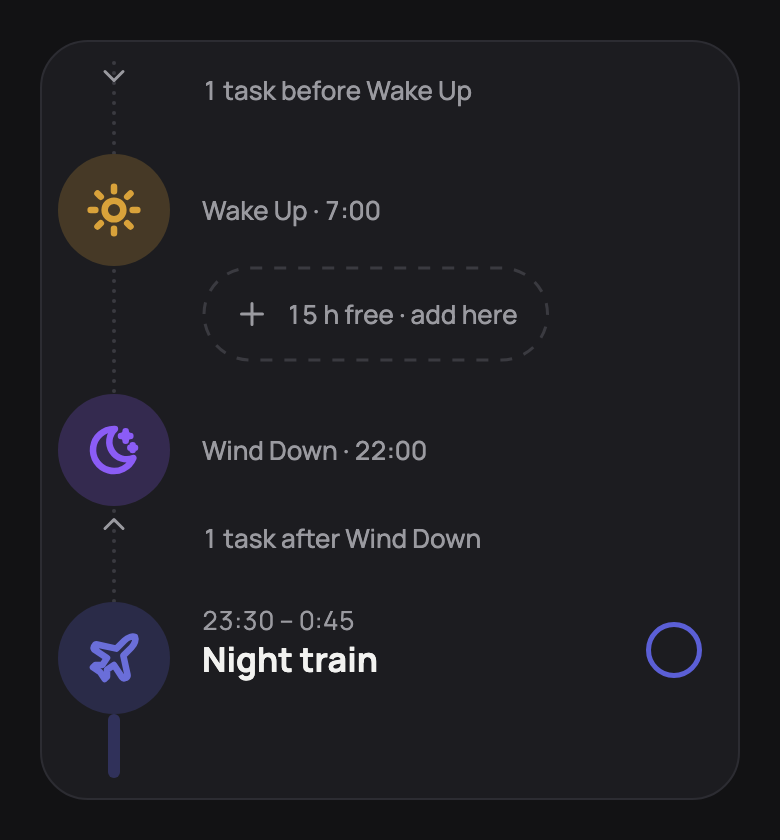 1 task before Wake Up
Wake Up · 7:00
15 h free · add here
Wind Down · 22:00
1 task after Wind Down
23:30 – 0:45
Night train